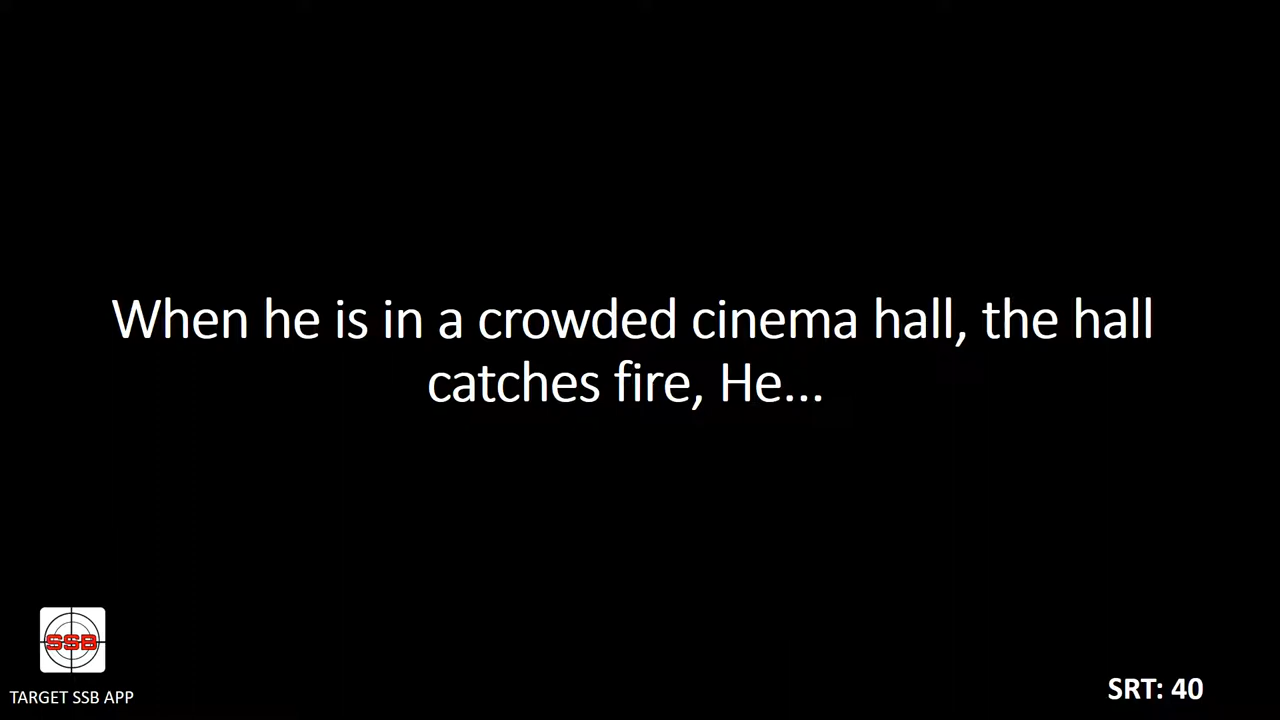 When he is in a crowded cinema hall, the hall
catches fire, He...
SSB
TARGET SSB APP
SRT: 40